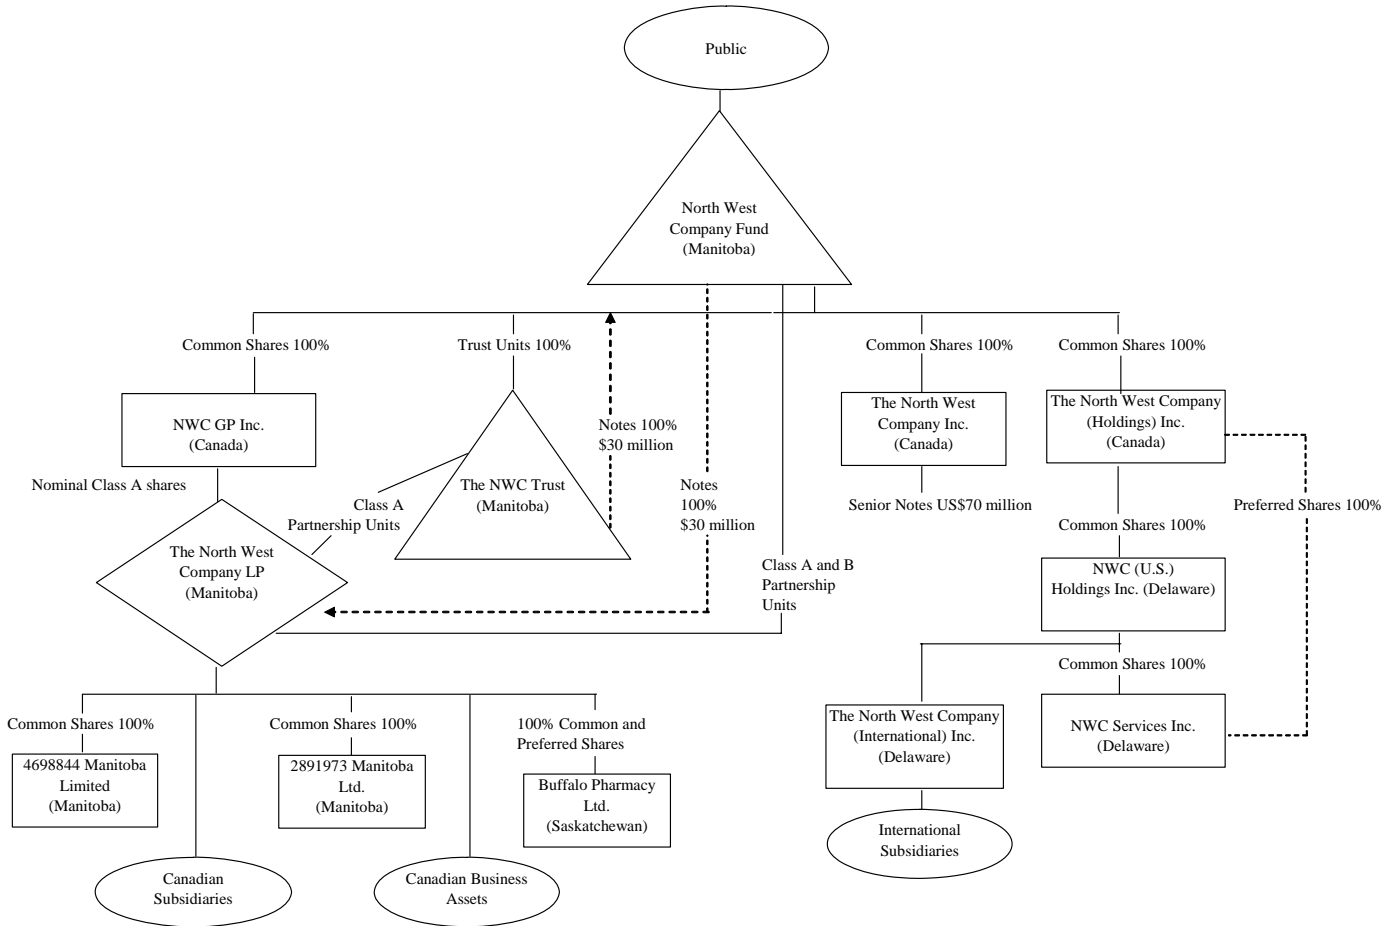 Public
North West
Company Fund
(Manitoba)
Common Shares 100%
Trust Units 100%
Common Shares 100%
Common Shares 100%
NWC GP Inc.
(Canada)
Notes 100%
$30 million
The North West
Company Inc.
(Canada)
The North West Company
(Holdings) Inc.
(Canada)
Nominal Class A shares
Class A
Partnership Units
The NWC Trust
(Manitoba)
Notes
100%
$30 million
Senior Notes US$70 million
Preferred Shares 100%
Common Shares 100%
The North West
Company LP
(Manitoba)
Class A and B
Partnership
Units
NWC (U.S.)
Holdings Inc. (Delaware)
Common Shares 100%
Common Shares 100%
Common Shares 100%
100% Common and
Preferred Shares
The North West Company
(International) Inc.
(Delaware)
NWC Services Inc.
(Delaware)
4698844 Manitoba
Limited
(Manitoba)
2891973 Manitoba
Ltd.
(Manitoba)
Buffalo Pharmacy
Ltd.
(Saskatchewan)
International
Subsidiaries
Canadian
Subsidiaries
Canadian Business
Assets